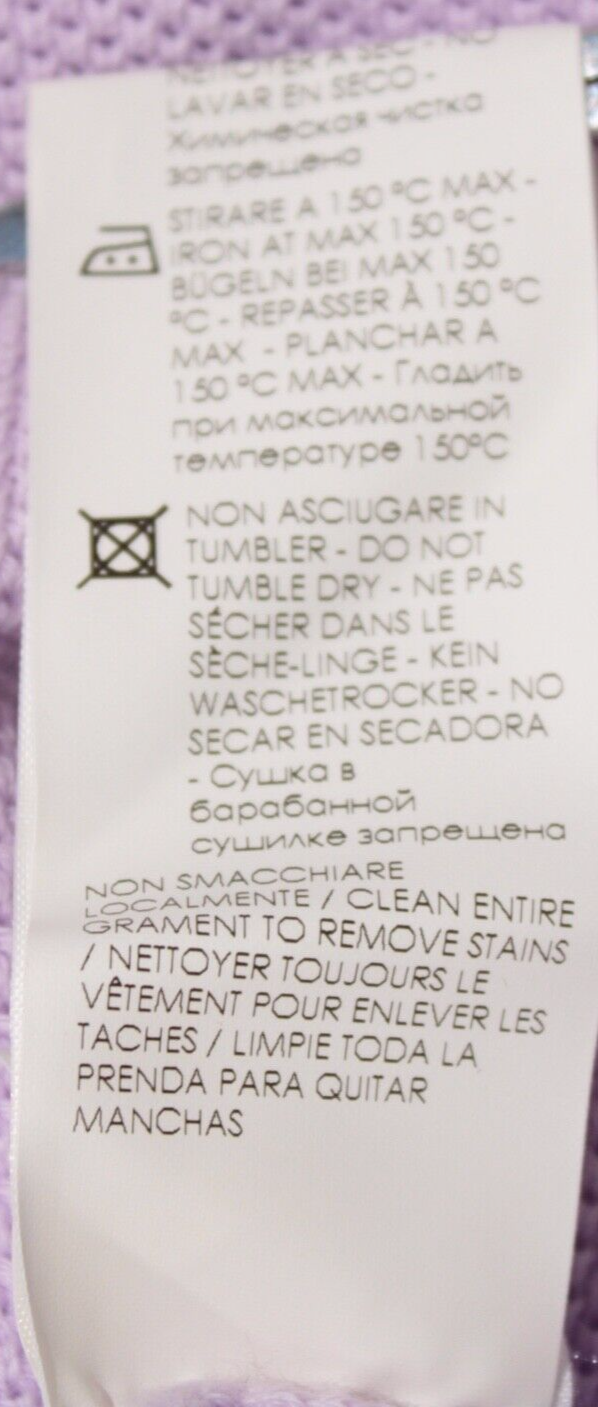 NETTOYER A SEC - NO
LAVAR EN SECO -
Химическая чистка
запрещена
STIRARE A 150 °C MAX -
IRON AT MAX 150 °C -
BÜGELN BEI MAX 150
°C - REPASSER À 150 °C
MAX - PLANCHAR A
150 °C MAX - Гладить
при максимальной
температуре 150°C
NON ASCIUGARE IN
TUMBLER - DO NOT
TUMBLE DRY - NE PAS
SÉCHER DANS LE
SÈCHE-LINGE - KEIN
WASCHETROCKER - NO
SECAR EN SECADORA
- Сушка в
барабанной
сушилке запрещена
NON SMACCHIARE
LOCALMENTE / CLEAN ENTIRE
GRAMENT TO REMOVE STAINS
/ NETTOYER TOUJOURS LE
VÊTEMENT POUR ENLEVER LES
TACHES / LIMPIE TODA LA
PRENDA PARA QUITAR
MANCHAS